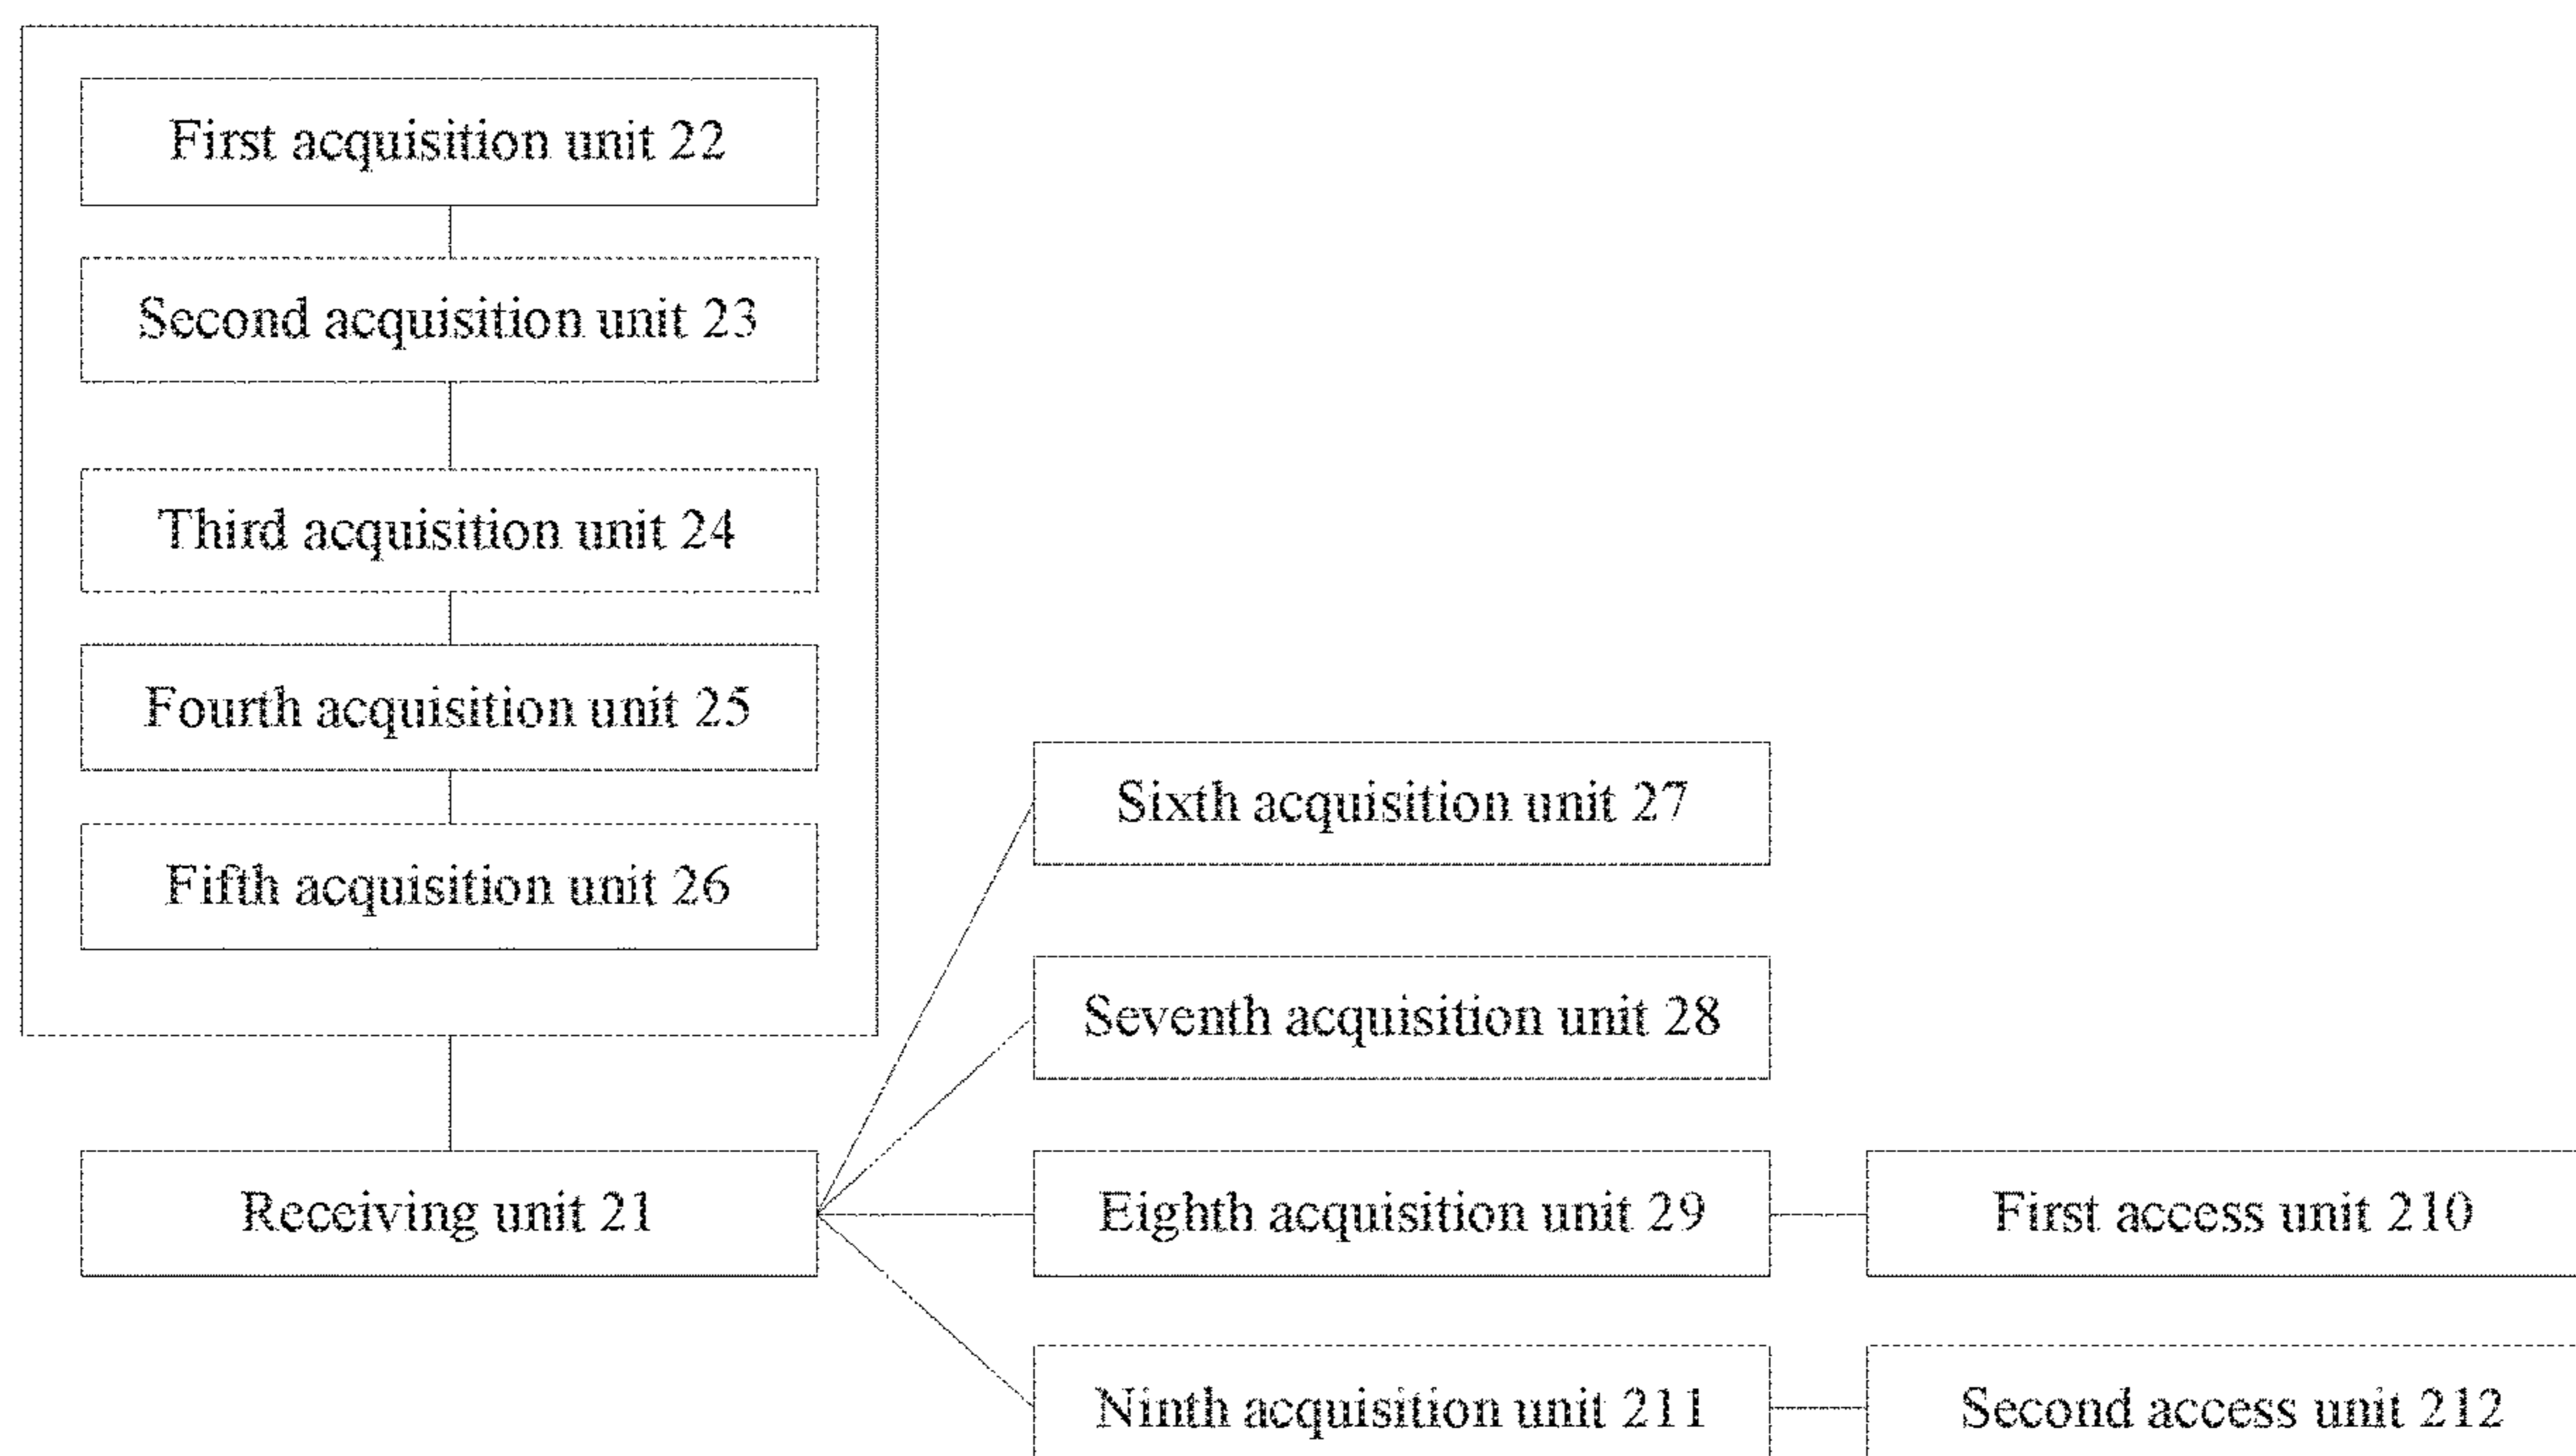 First acquisition unit 22
Second acquisition unit 23
Third acquisition unit 24
Fourth acquisition unit 25
Fifth acquisition unit 26
Sixth acquisition unit 27
Seventh acquisition unit 28
Receiving unit 21
Eighth acquisition unit 29
First access unit 210
Ninth acquisition unit 211
Second access unit 212